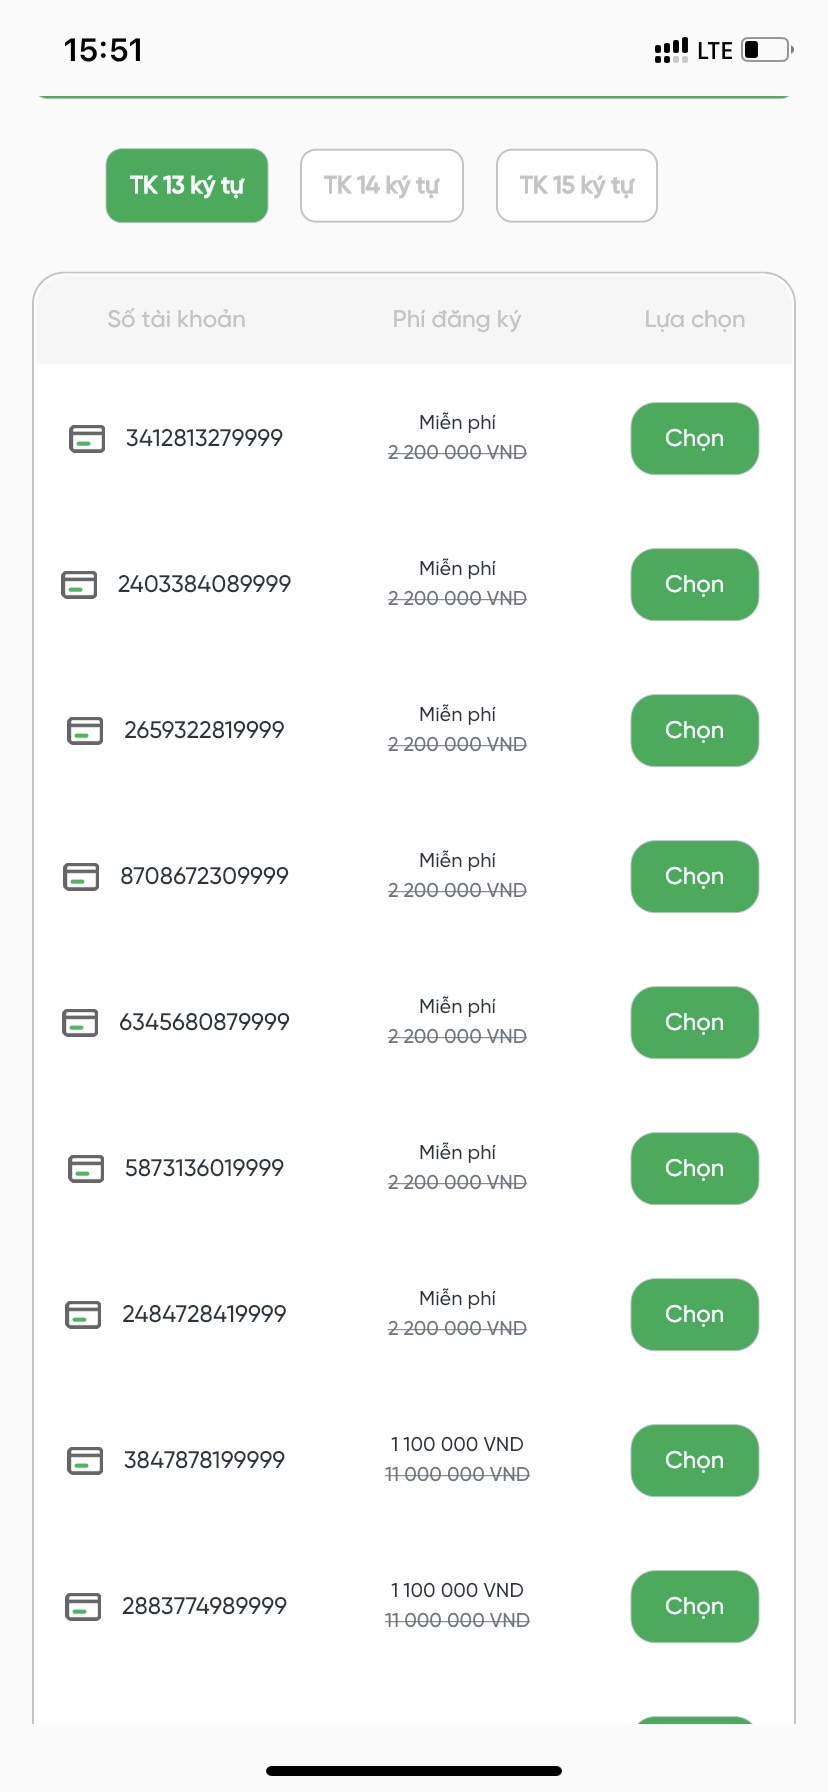 15:51 LTE
TK 13 ký tự TK 14 ký tự TK 15 ký tự
Số tài khoản Phí đăng ký Lựa chọn
Miễn phí
3412813279999 Chọn
2 200 000 VND
Miễn phí
2403384089999 Chọn
2 200 000 VND
Miễn phí
2659322819999 Chọn
2 200 000 VND
Miễn phí
8708672309999 Chọn
2 200 000 VND
Miễn phí
6345680879999 Chọn
2 200 000 VND
Miễn phí
5873136019999 Chọn
2 200 000 VND
Miễn phí
2484728419999 Chọn
2 200 000 VND
1 100 000 VND
3847878199999 Chọn
11 000 000 VND
1 100 000 VND
2883774989999 Chọn
11 000 000 VND